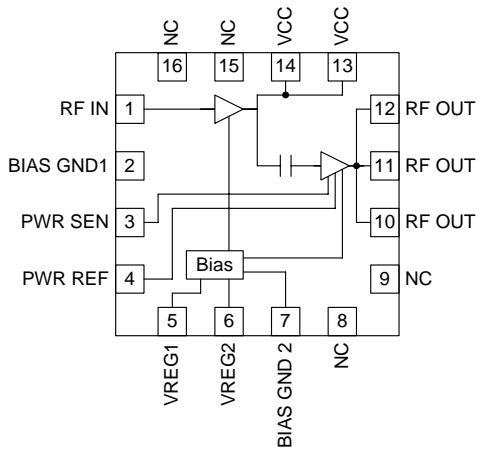 NC
NC
VCC
VCC
16
15
14
13
RF IN
1
12
RF OUT
BIAS GND1
2
11
RF OUT
PWR SEN
3
10
RF OUT
PWR REF
4
Bias
9
NC
5
6
7
8
VREG1
VREG2
BIAS GND 2
NC